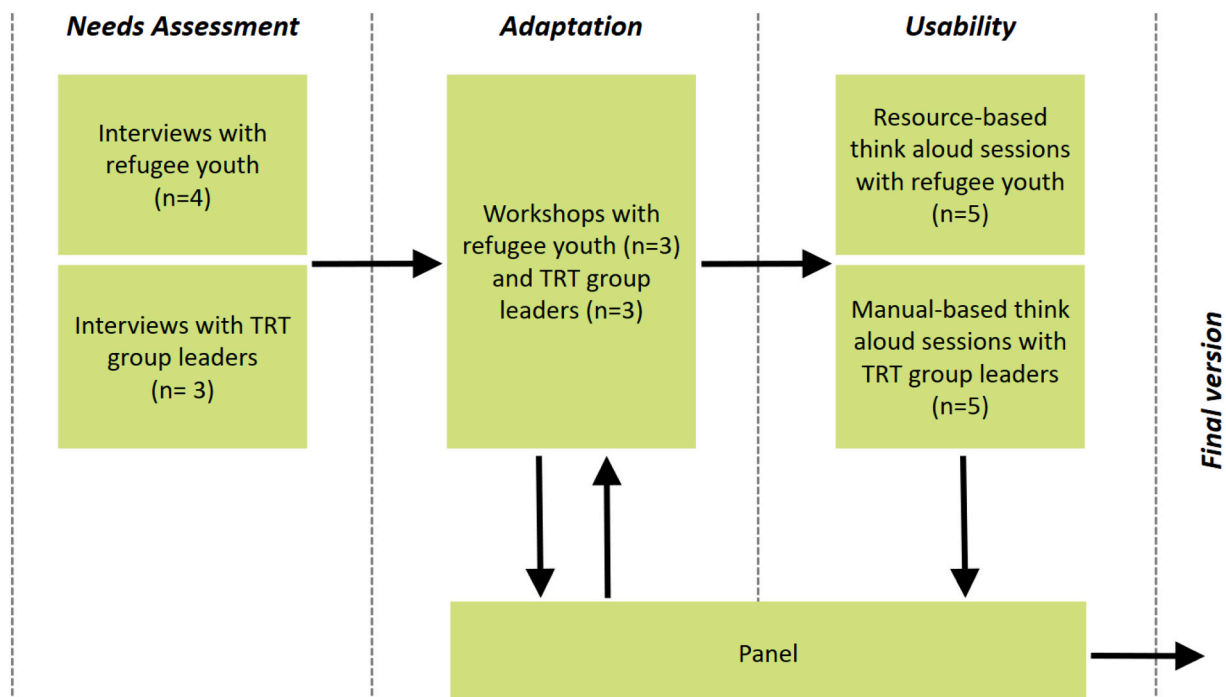 Needs Assessment
Adaptation
Usability
Interviews with
refugee youth
(n=4)
Interviews with TRT
group leaders
(n= 3)
Workshops with
refugee youth (n=3)
and TRT group
leaders (n=3)
Resource-based
think aloud sessions
with refugee youth
(n=5)
Manual-based think
aloud sessions with
TRT group leaders
(n=5)
Panel
Final version